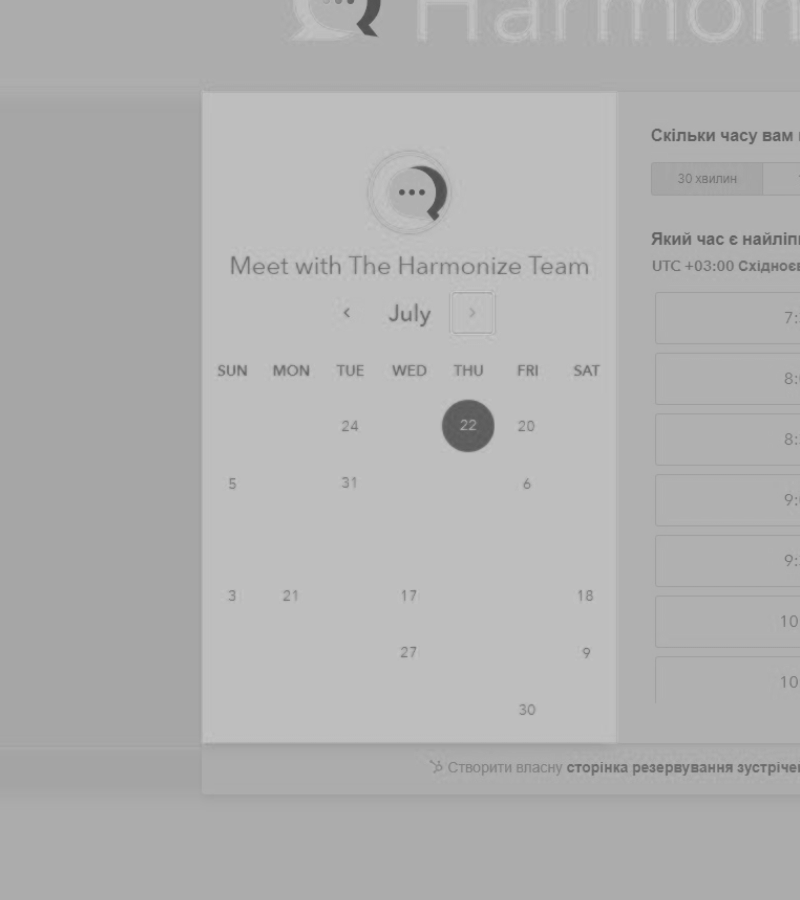 Harmon
Meet with The Harmonize Team
July
SUN MON TUE WED THU FRI SAT
24 22 20
5 31 6
3 21 17 18
27 9
30
Скільки часу вам
30 хвилин
Який час є найліп
UTC +03:00 Східноєв
7:
8:
8:
9:
9:
10
10
Створити власну сторінка резервування зустрічей